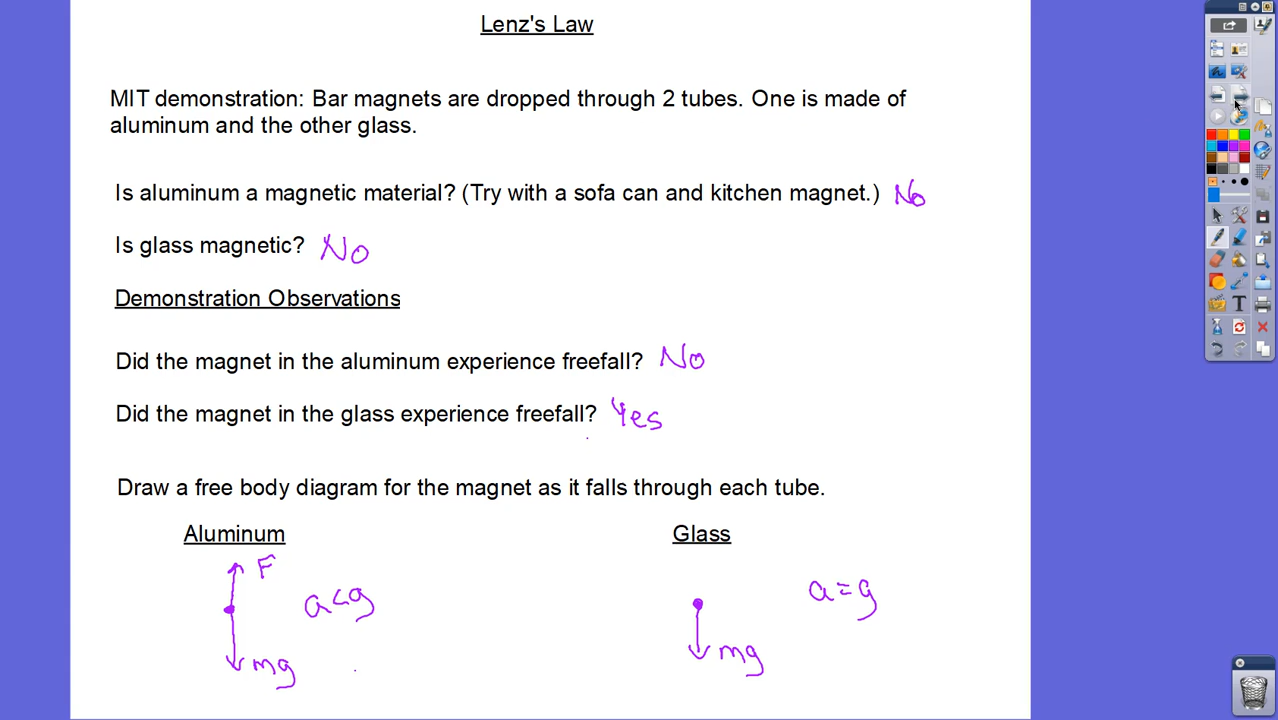 Lenz's Law
MIT demonstration: Bar magnets are dropped through 2 tubes. One is made of
aluminum and the other glass.
Is aluminum a magnetic material? (Try with a sofa can and kitchen magnet.) No
Is glass magnetic? No
Demonstration Observations
Did the magnet in the aluminum experience freefall? No
Did the magnet in the glass experience freefall? Yes
Draw a free body diagram for the magnet as it falls through each tube.
Aluminum Glass
F
a<g a=g
mg mg